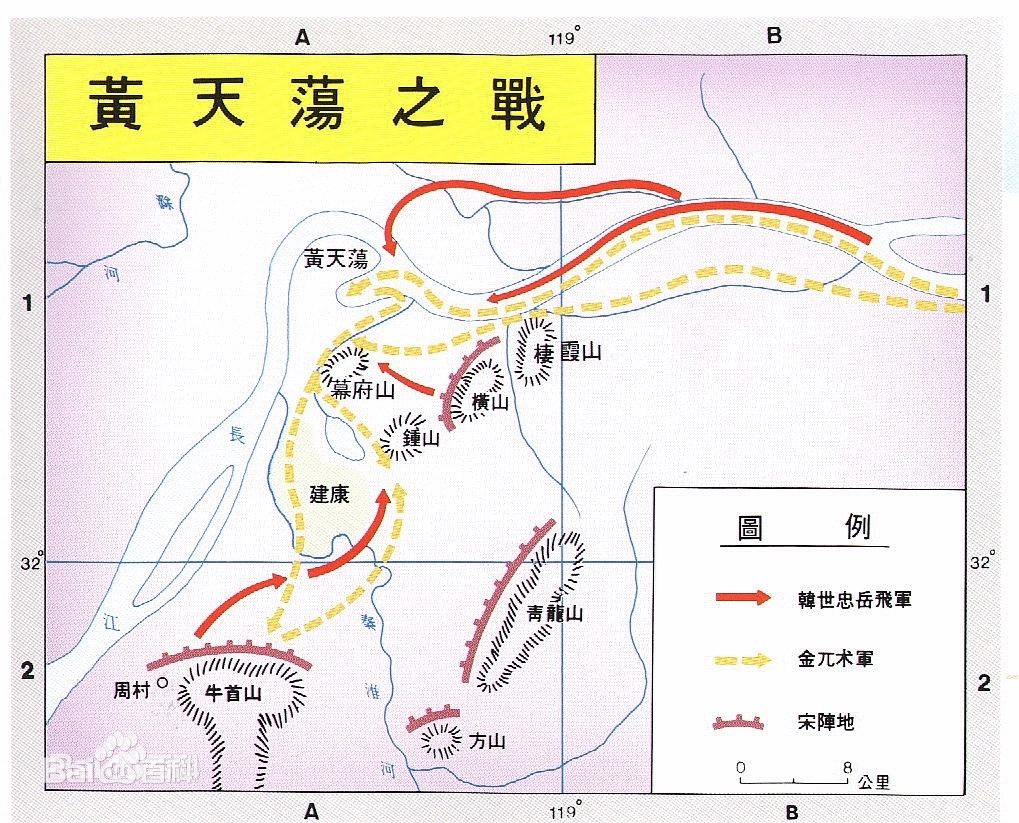 A
119°
B
黃天蕩之戰
滁
河
黃天蕩
1
1
棲霞山
幕府山
橫山
鍾山
長
建康
圖例
32°
32°
韓世忠岳飛軍
江
秦
青龍山
金兀朮軍
2
2
周村
牛首山
淮
宋陣地
方山
河
0
8
公里
Baidu百科
A
119°
B